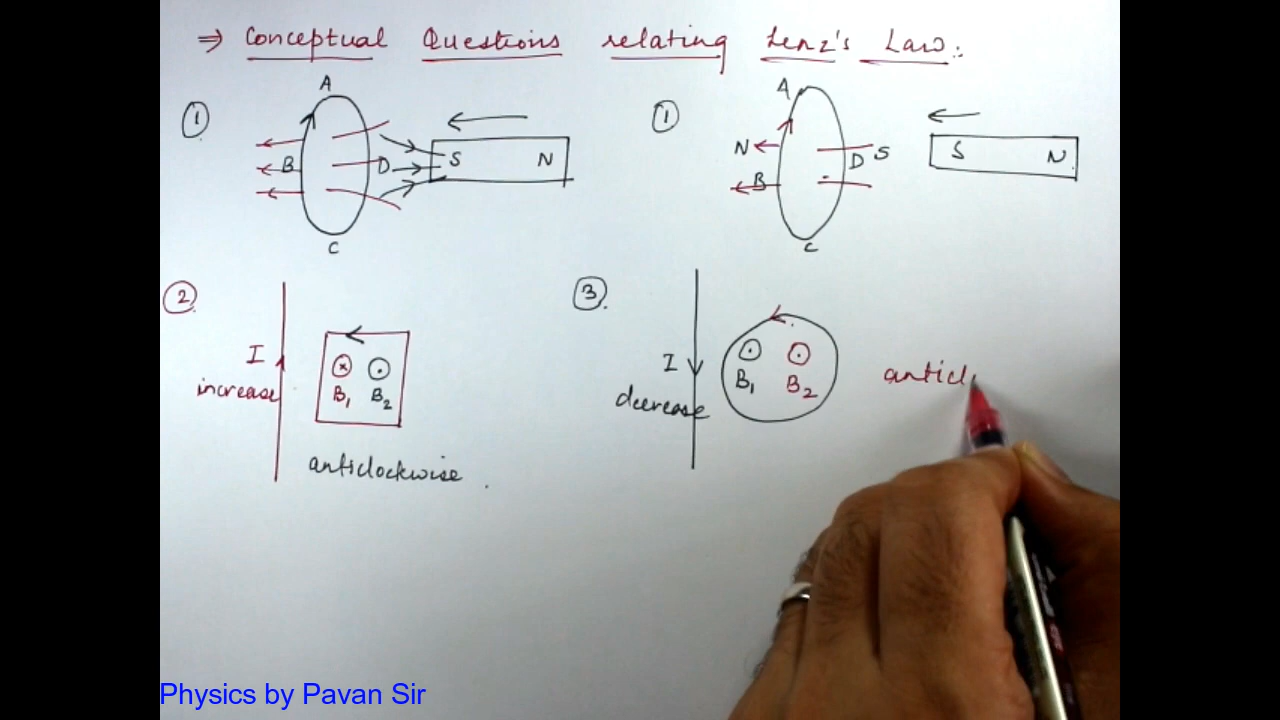 ⇒ Conceptual Questions relating Lenz's Law :
A
①
B
D
S N
C
①
A
N
B
D S
S N
C
②
I
increase
B₁ B₂
anticlockwise .
③
I
decrease
B₁ B₂
anticl
Physics by Pavan Sir